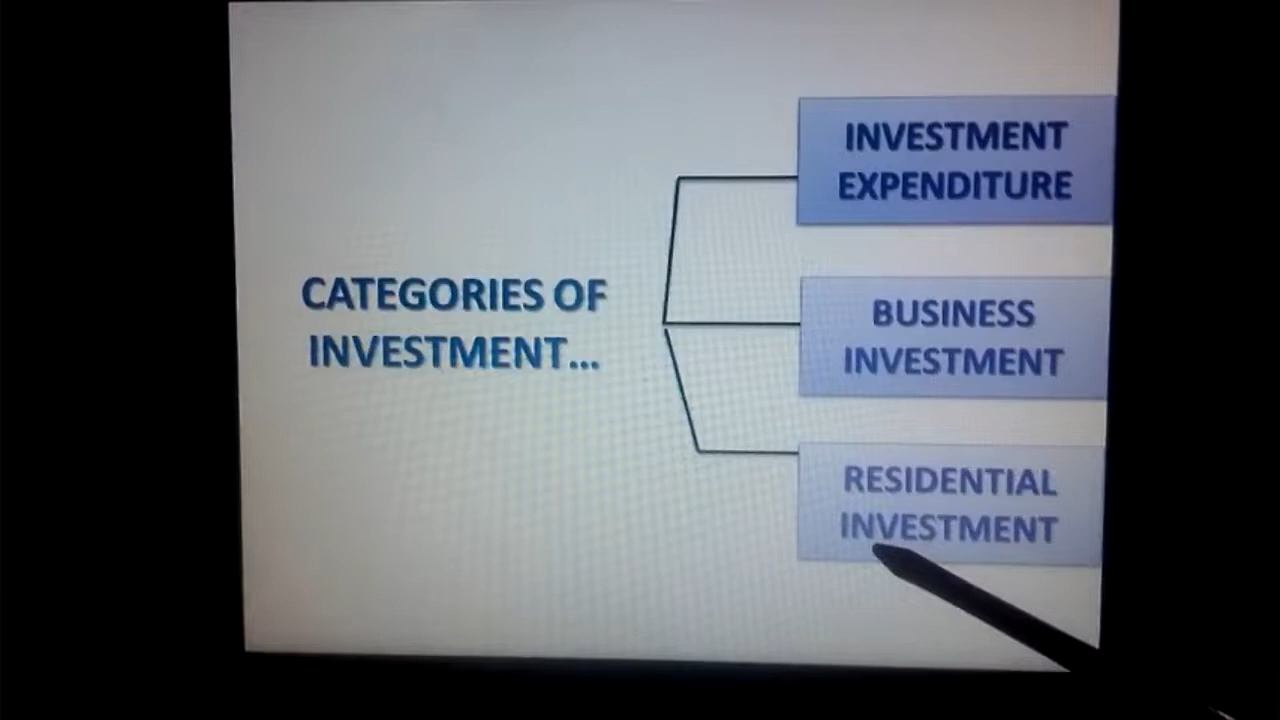 CATEGORIES OF
INVESTMENT...
INVESTMENT
EXPENDITURE
BUSINESS
INVESTMENT
RESIDENTIAL
INVESTMENT